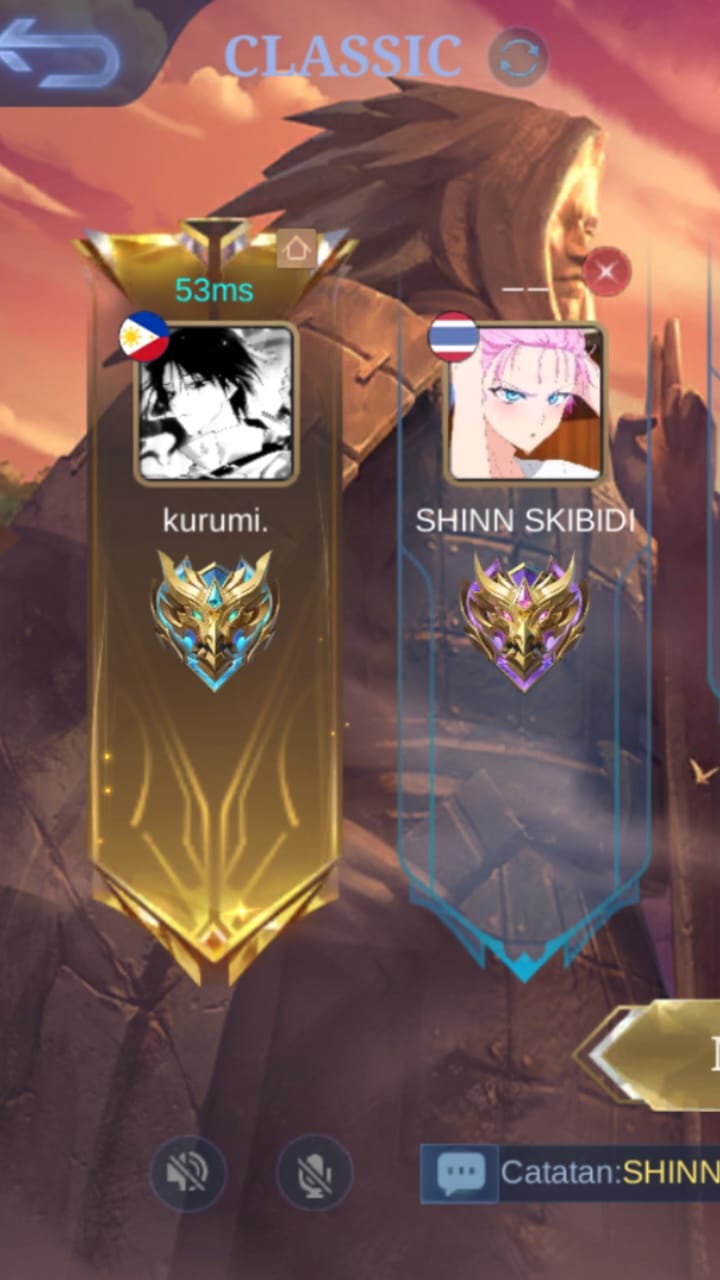 CLASSIC
53ms
——
kurumi.
SHINN SKIBIDI
Catatan:SHINN